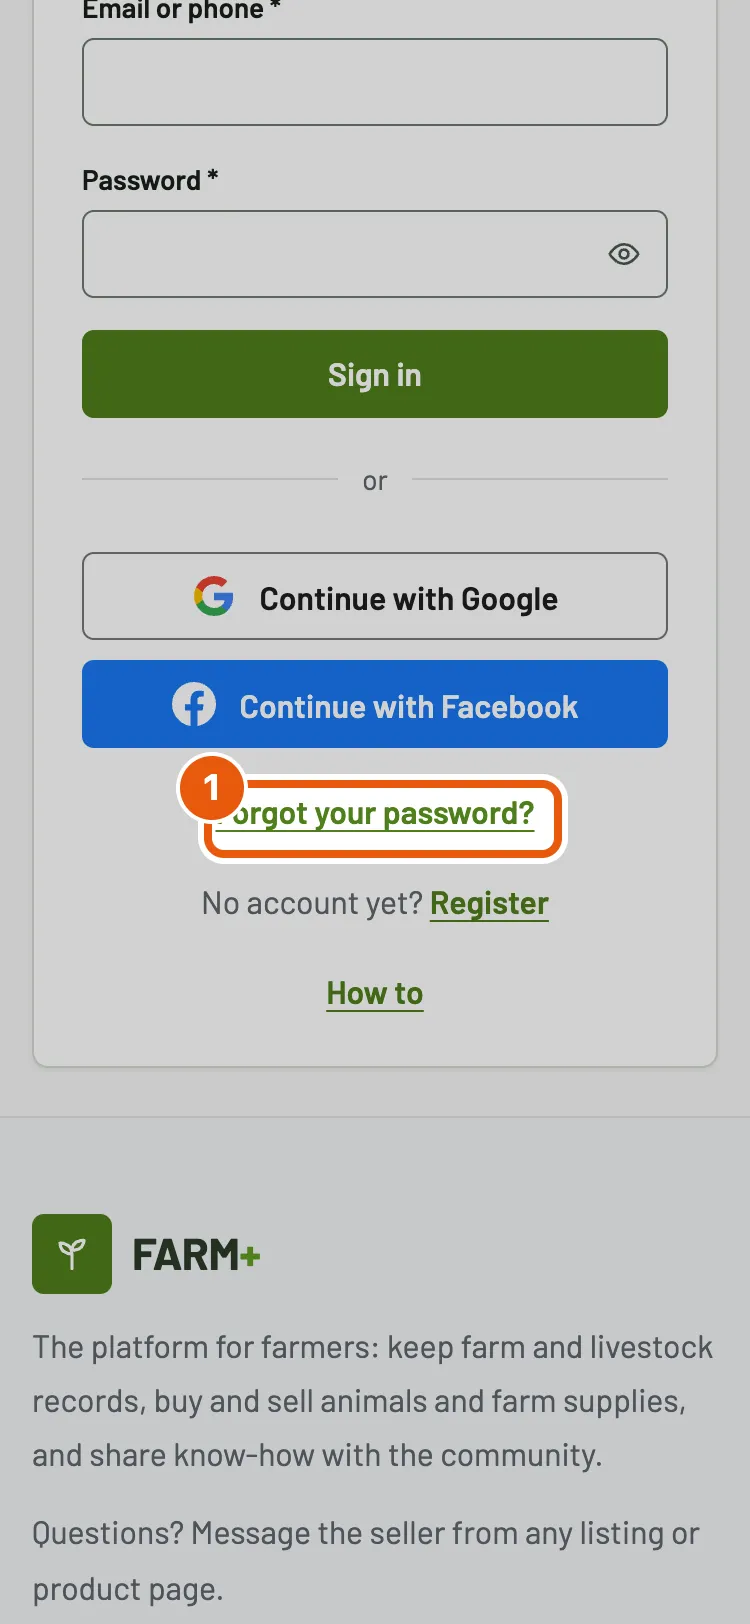 Email or phone *
Password *
Sign in
or
Continue with Google
Continue with Facebook
1
orgot your password?
No account yet? Register
How to
FARM+
The platform for farmers: keep farm and livestock
records, buy and sell animals and farm supplies,
and share know-how with the community.
Questions? Message the seller from any listing or
product page.